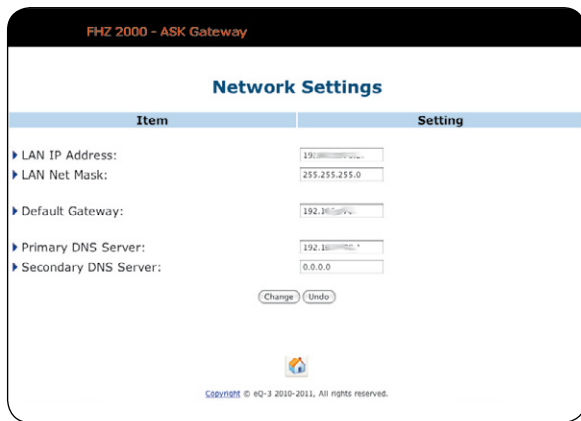 FHZ 2000 - ASK Gateway
Network Settings
Item Setting
LAN IP Address:
LAN Net Mask: 255.255.255.0
Default Gateway:
Primary DNS Server:
Secondary DNS Server: 0.0.0.0
Change Undo
Copyright © eQ-3 2010-2011, All rights reserved.